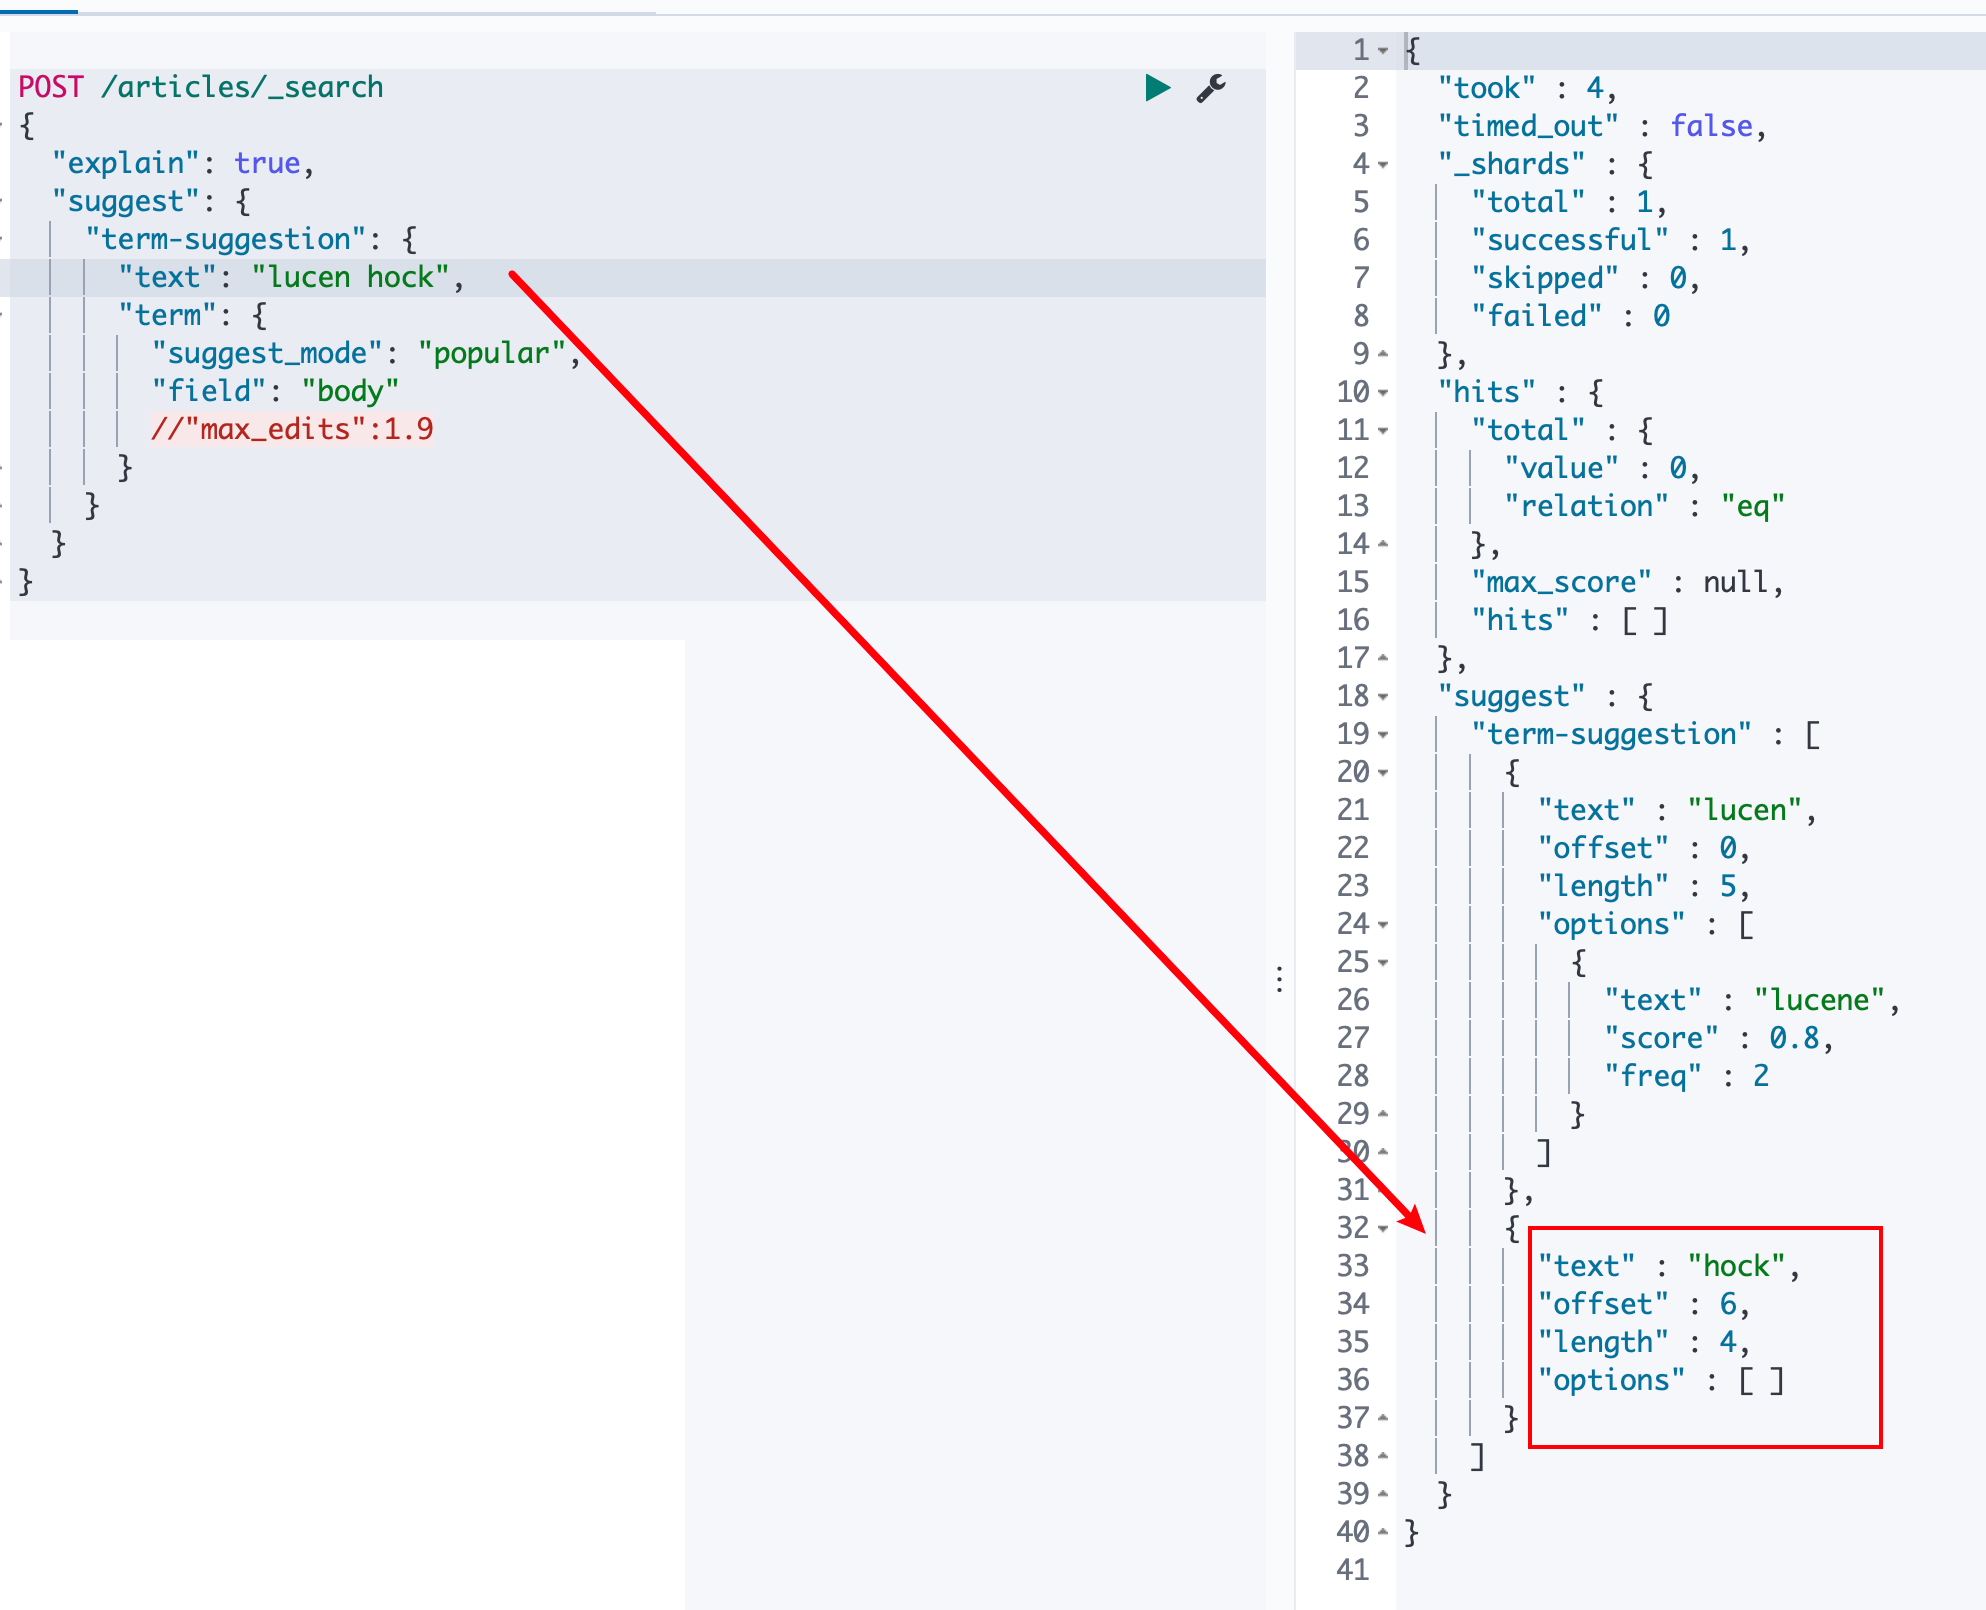 POST /articles/_search
{
  "explain": true,
  "suggest": {
    "term-suggestion": {
      "text": "lucen hock",
      "term": {
        "suggest_mode": "popular",
        "field": "body"
        //"max_edits":1.9
      }
    }
  }
}
1 {
2   "took" : 4,
3   "timed_out" : false,
4   "_shards" : {
5     "total" : 1,
6     "successful" : 1,
7     "skipped" : 0,
8     "failed" : 0
9   },
10   "hits" : {
11     "total" : {
12       "value" : 0,
13       "relation" : "eq"
14     },
15     "max_score" : null,
16     "hits" : [ ]
17   },
18   "suggest" : {
19     "term-suggestion" : [
20       {
21         "text" : "lucen",
22         "offset" : 0,
23         "length" : 5,
24         "options" : [
25           {
26             "text" : "lucene",
27             "score" : 0.8,
28             "freq" : 2
29           }
30         ]
31       },
32       {
33         "text" : "hock",
34         "offset" : 6,
35         "length" : 4,
36         "options" : [ ]
37       }
38     ]
39   }
40 }
41